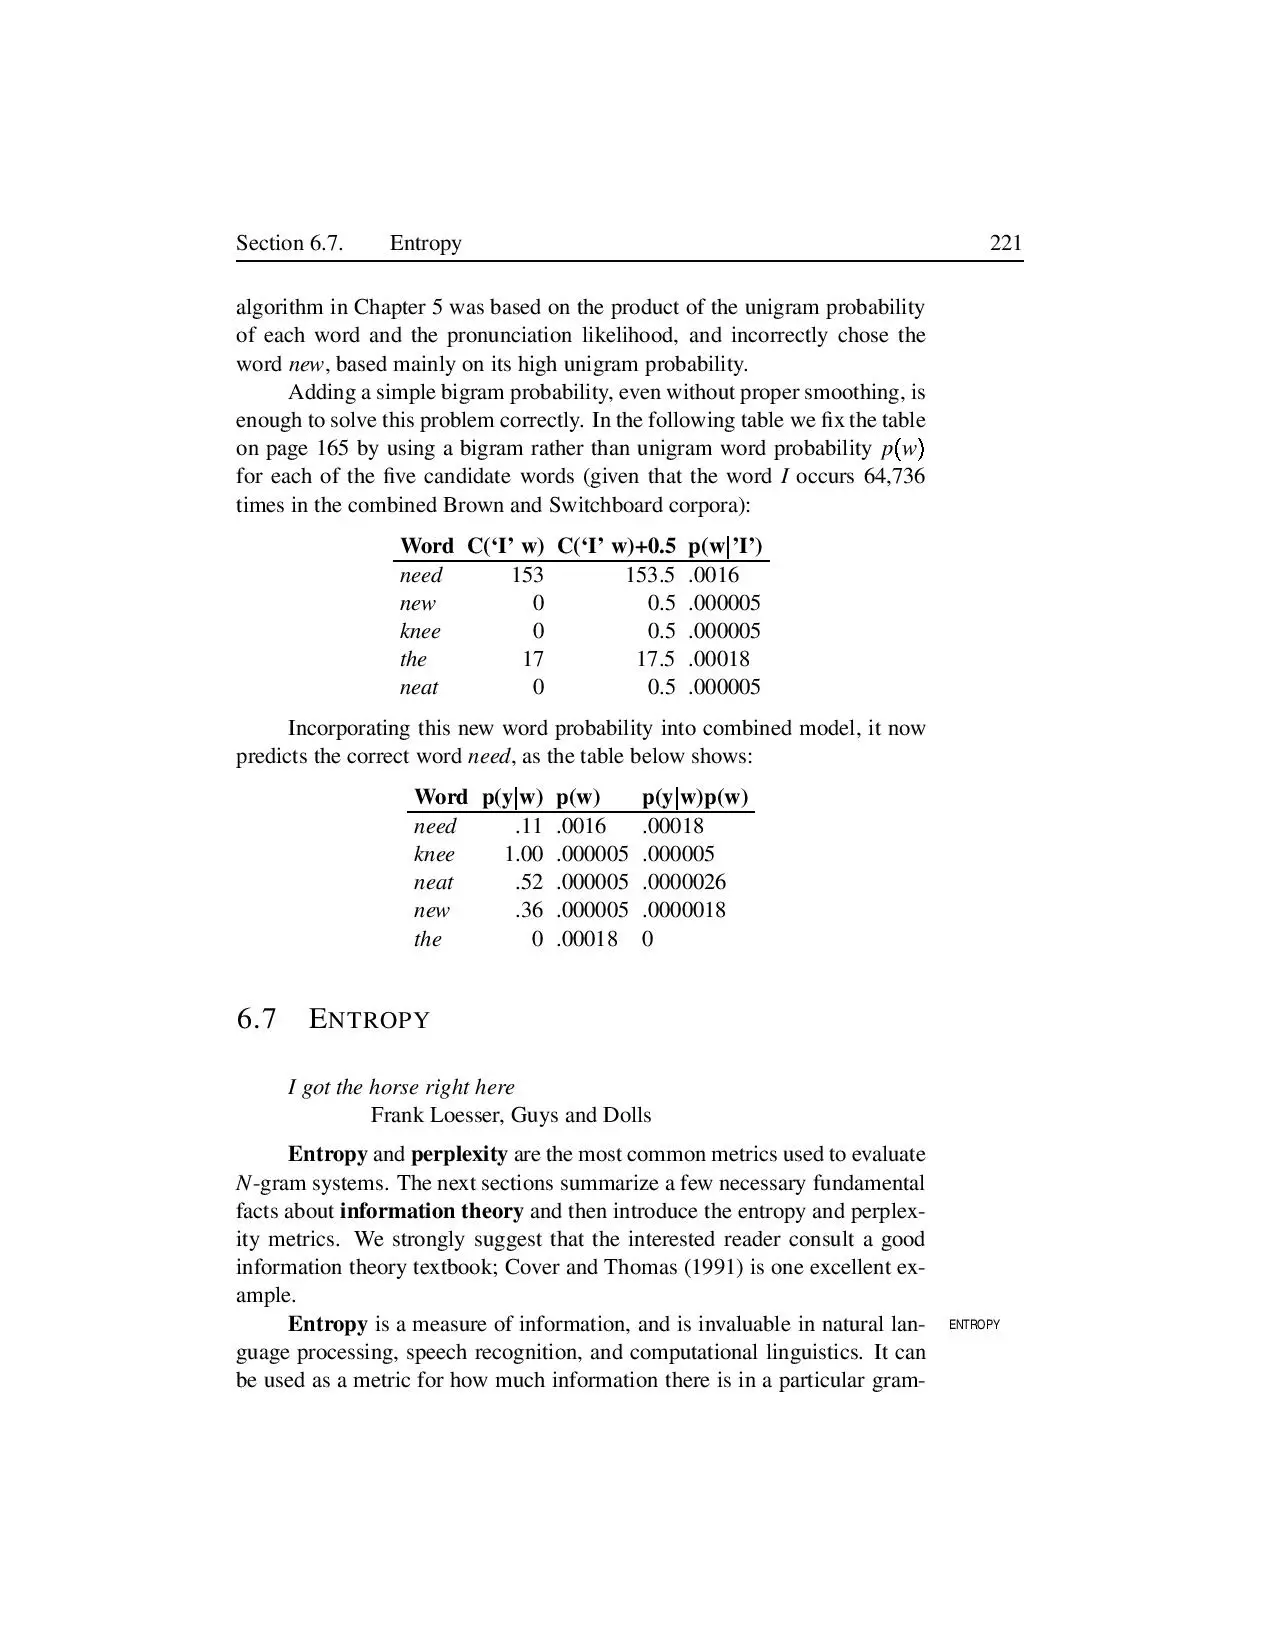 Section 6.7. Entropy 221
algorithm in Chapter 5 was based on the product of the unigram probability
of each word and the pronunciation likelihood, and incorrectly chose the
word new, based mainly on its high unigram probability.
Adding a simple bigram probability, even without proper smoothing, is
enough to solve this problem correctly. In the following table we fix the table
on page 165 by using a bigram rather than unigram word probability p(w)
for each of the five candidate words (given that the word I occurs 64,736
times in the combined Brown and Switchboard corpora):
Word C(‘I’ w) C(‘I’ w)+0.5 p(w|’I’)
need 153 153.5 .0016
new 0 0.5 .000005
knee 0 0.5 .000005
the 17 17.5 .00018
neat 0 0.5 .000005
Incorporating this new word probability into combined model, it now
predicts the correct word need, as the table below shows:
Word p(y|w) p(w) p(y|w)p(w)
need .11 .0016 .00018
knee 1.00 .000005 .000005
neat .52 .000005 .0000026
new .36 .000005 .0000018
the 0 .00018 0
6.7 ENTROPY
I got the horse right here
Frank Loesser, Guys and Dolls
Entropy and perplexity are the most common metrics used to evaluate
N-gram systems. The next sections summarize a few necessary fundamental
facts about information theory and then introduce the entropy and perplex-
ity metrics. We strongly suggest that the interested reader consult a good
information theory textbook; Cover and Thomas (1991) is one excellent ex-
ample.
Entropy is a measure of information, and is invaluable in natural lan- ENTROPY
guage processing, speech recognition, and computational linguistics. It can
be used as a metric for how much information there is in a particular gram-